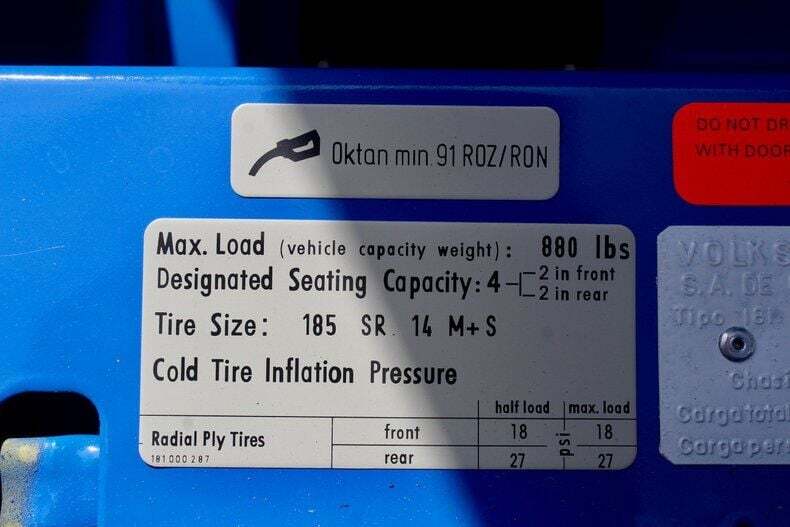 Oktan min. 91 ROZ/RON
DO NOT
WITH
Max. Load (vehicle capacity weight): 880 lbs
Designated Seating Capacity: 4
2 in front
2 in rear
Tire Size: 185 SR 14 M+S
Cold Tire Inflation Pressure
half load max. load
Radial Ply Tires front 18 psi 18
181 000 287 rear 27 27
S.A. DE
Tipo